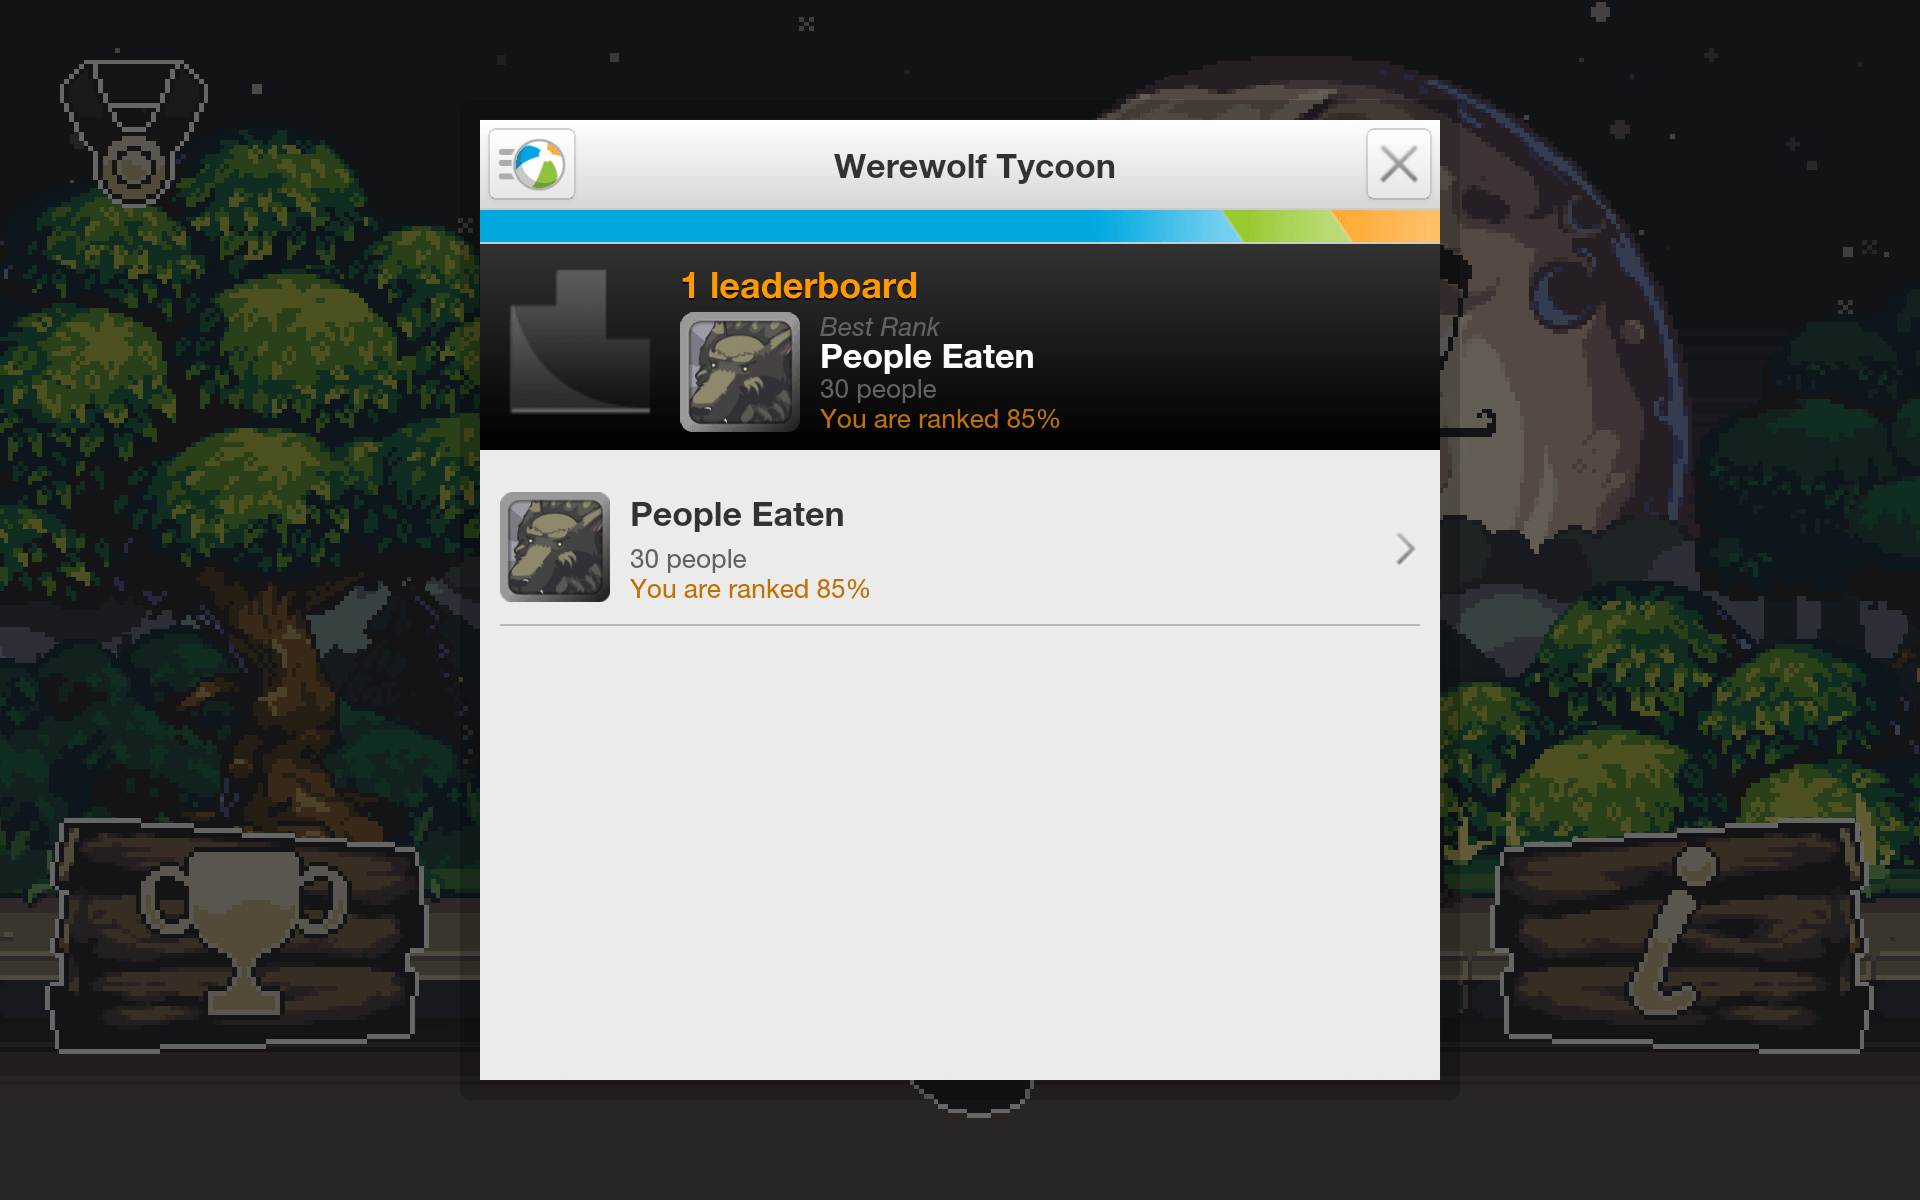 Werewolf Tycoon
1 leaderboard
Best Rank
People Eaten
30 people
You are ranked 85%
People Eaten
30 people
You are ranked 85%
i